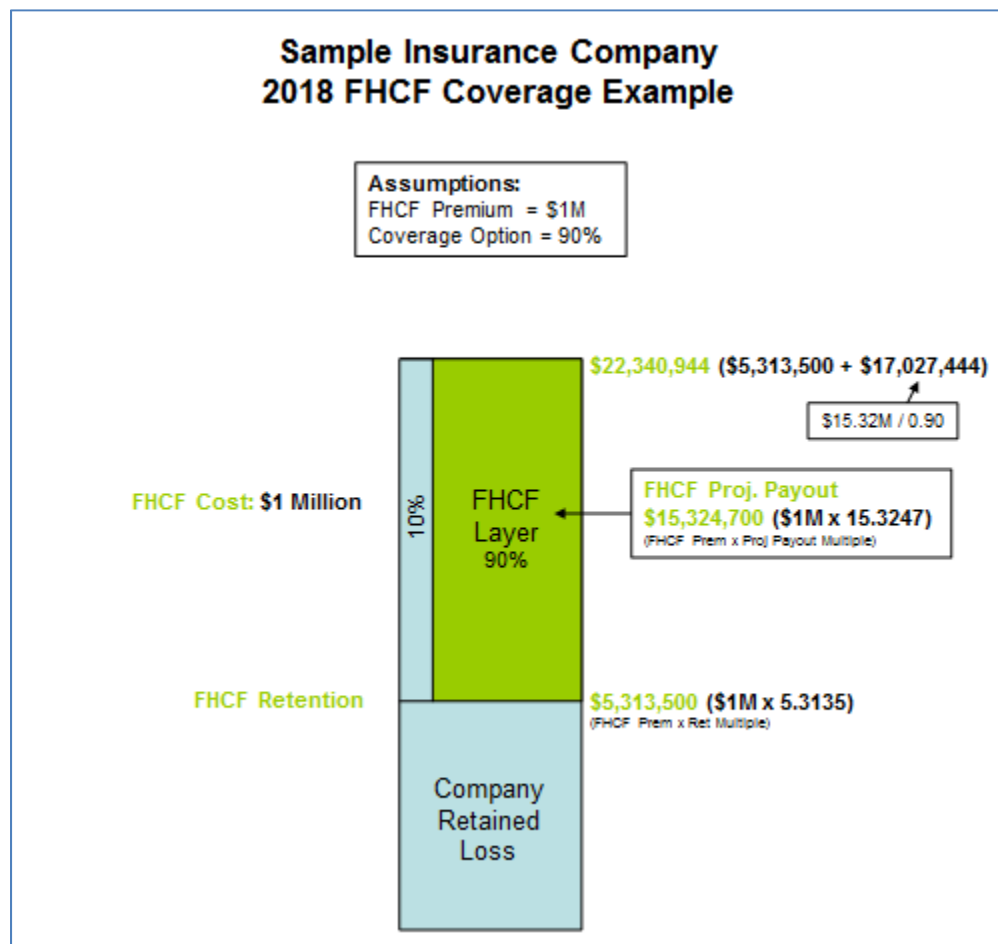 Sample Insurance Company
2018 FHCF Coverage Example
Assumptions:
FHCF Premium = $1M
Coverage Option = 90%
$22,340,944 ($5,313,500 + $17,027,444)
$15.32M / 0.90
FHCF Cost: $1 Million
10%
FHCF
Layer
90%
FHCF Proj. Payout
$15,324,700 ($1M x 15.3247)
(FHCF Prem x Proj Payout Multiple)
FHCF Retention
$5,313,500 ($1M x 5.3135)
(FHCF Prem x Ret Multiple)
Company
Retained
Loss